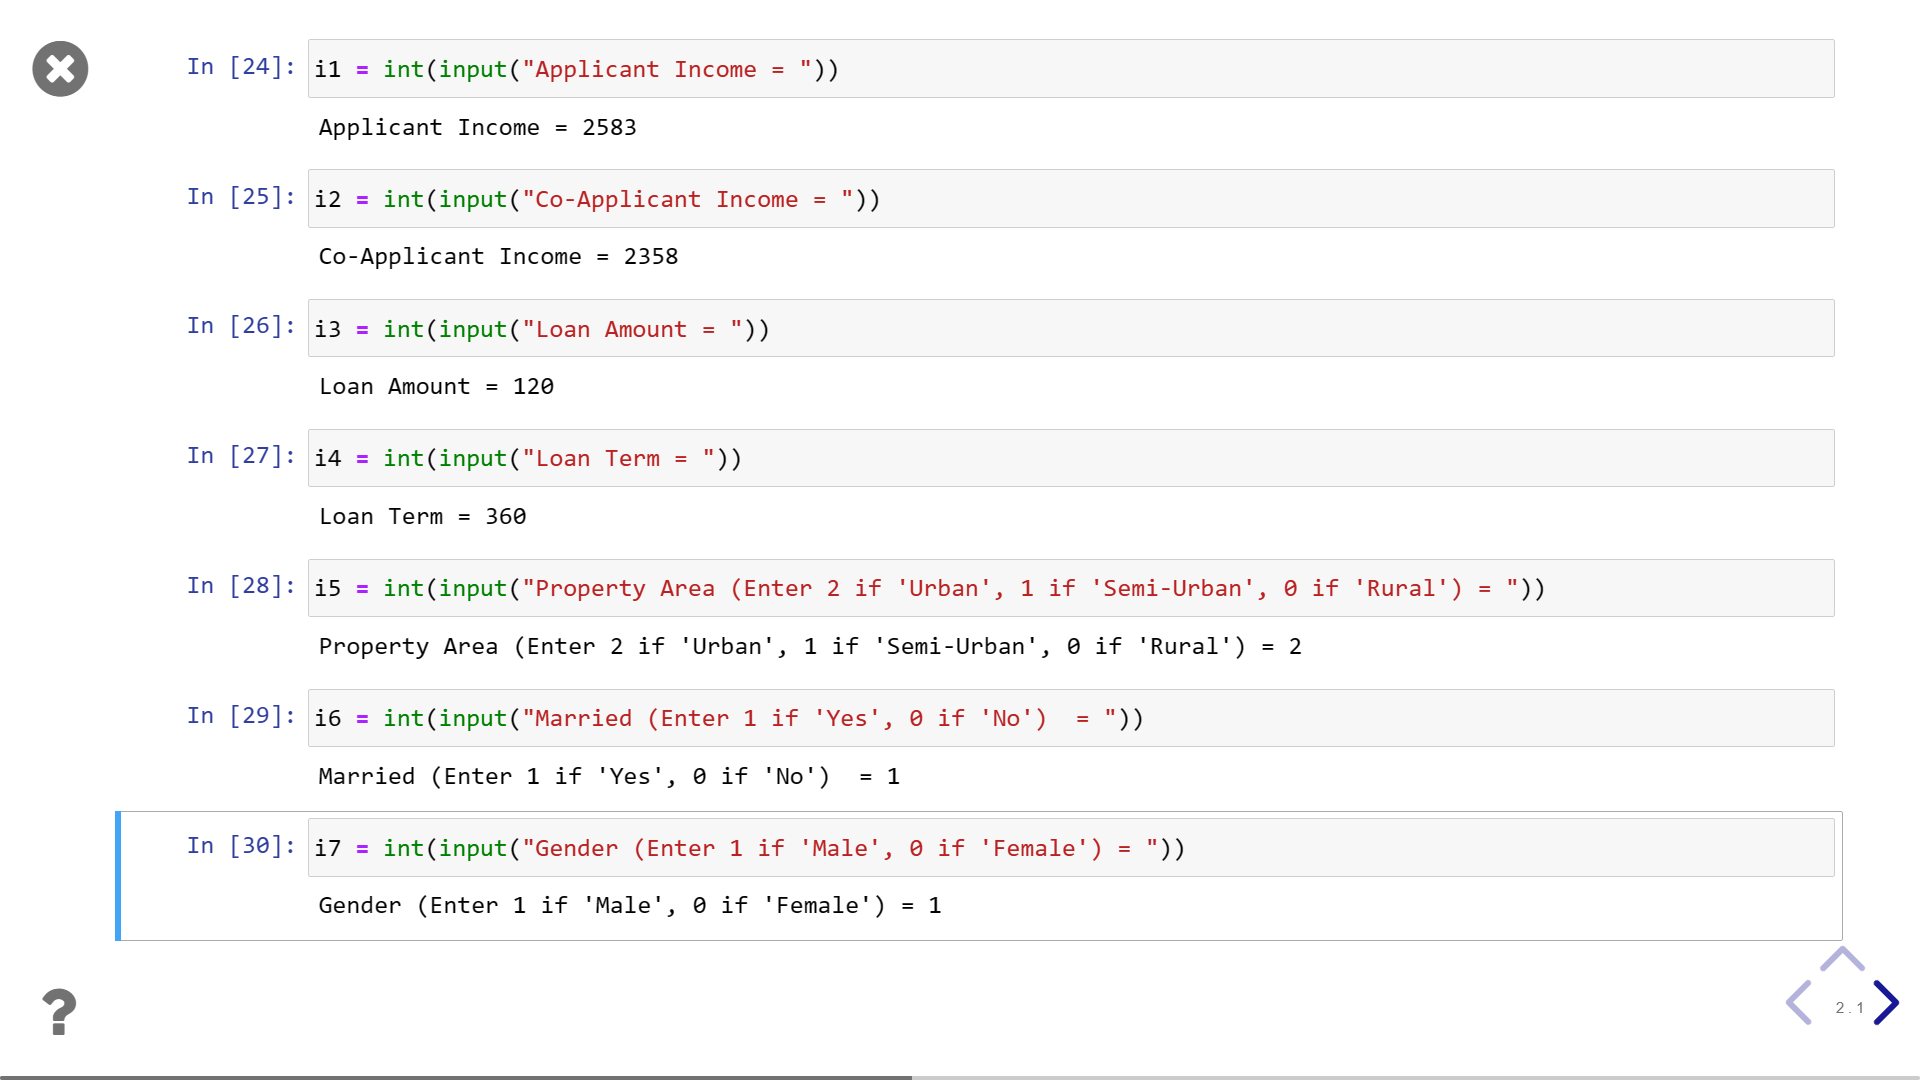 In [24]: i1 = int(input("Applicant Income = "))
Applicant Income = 2583
In [25]: i2 = int(input("Co-Applicant Income = "))
Co-Applicant Income = 2358
In [26]: i3 = int(input("Loan Amount = "))
Loan Amount = 120
In [27]: i4 = int(input("Loan Term = "))
Loan Term = 360
In [28]: i5 = int(input("Property Area (Enter 2 if 'Urban', 1 if 'Semi-Urban', 0 if 'Rural') = "))
Property Area (Enter 2 if 'Urban', 1 if 'Semi-Urban', 0 if 'Rural') = 2
In [29]: i6 = int(input("Married (Enter 1 if 'Yes', 0 if 'No')  = "))
Married (Enter 1 if 'Yes', 0 if 'No')  = 1
In [30]: i7 = int(input("Gender (Enter 1 if 'Male', 0 if 'Female') = "))
Gender (Enter 1 if 'Male', 0 if 'Female') = 1
?
2.1